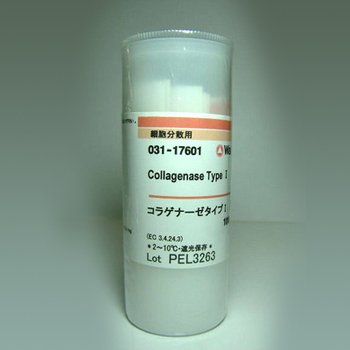 細胞分散用
031-17601
Collagenase Type I
コラゲナーゼタイプI
(EC 3.4.24.3)
*2~10℃・遮光保存*
Lot PEL3263